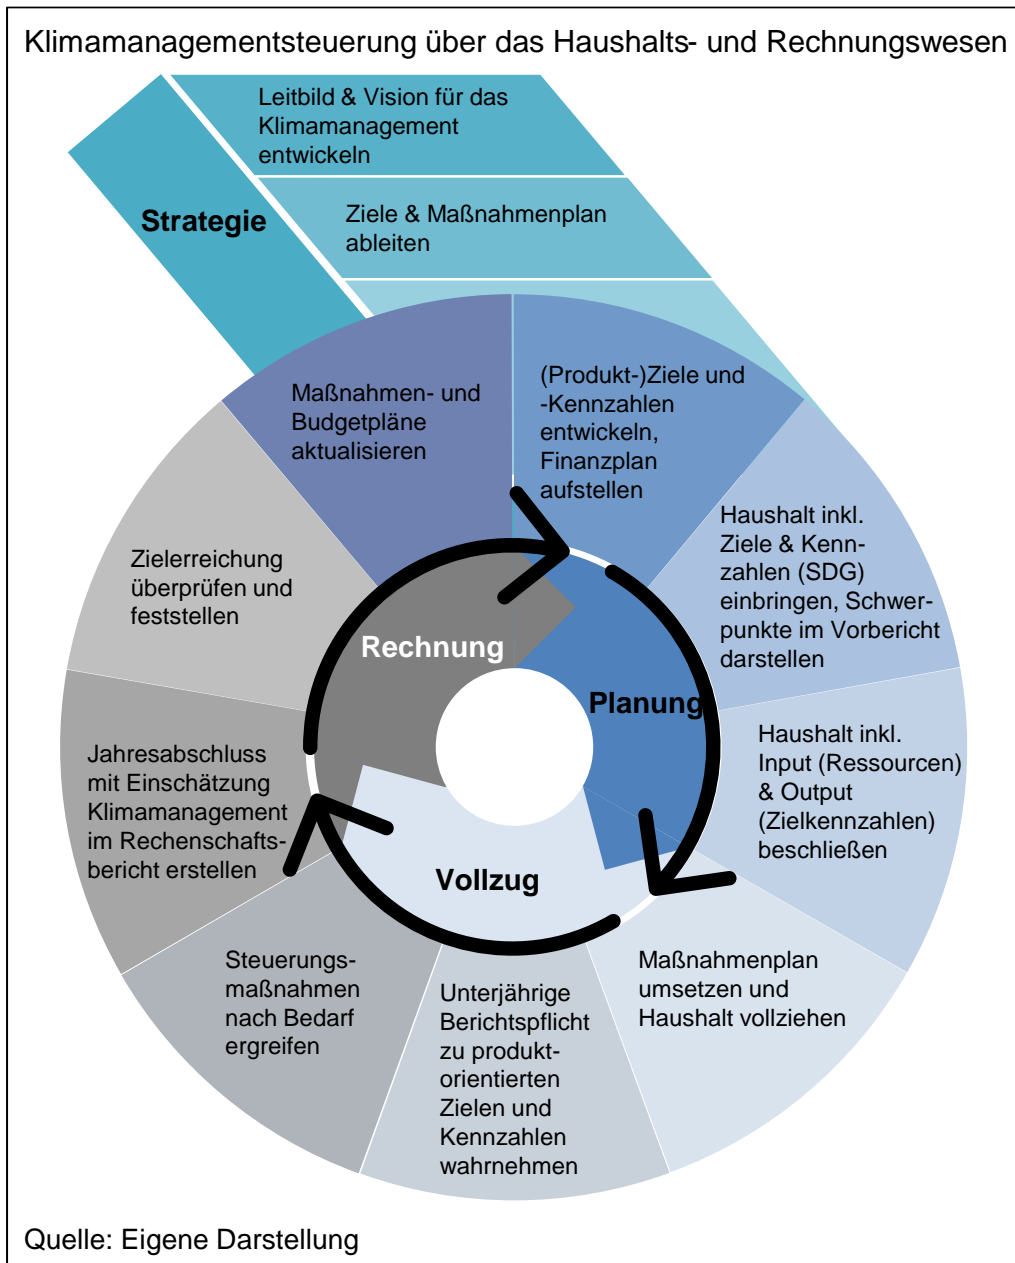 Klimamanagementsteuerung über das Haushalts- und Rechnungswesen
Leitbild & Vision für das
Klimamanagement
entwickeln
Strategie
Ziele & Maßnahmenplan
ableiten
(Produkt-)Ziele und
-Kennzahlen
entwickeln,
Finanzplan
aufstellen
Haushalt inkl.
Ziele & Kenn-
zahlen (SDG)
einbringen, Schwer-
punkte im Vorbericht
darstellen
Haushalt inkl.
Input (Ressourcen)
& Output
(Zielkennzahlen)
beschließen
Maßnahmenplan
umsetzen und
Haushalt vollziehen
Unterjährige
Berichtspflicht
zu produkt-
orientierten
Zielen und
Kennzahlen
wahrnehmen
Steuerungs-
maßnahmen
nach Bedarf
ergreifen
Jahresabschluss
mit Einschätzung
Klimamanagement
im Rechenschafts-
bericht erstellen
Zielerreichung
überprüfen und
feststellen
Maßnahmen- und
Budgetpläne
aktualisieren
Rechnung
Planung
Vollzug
Quelle: Eigene Darstellung